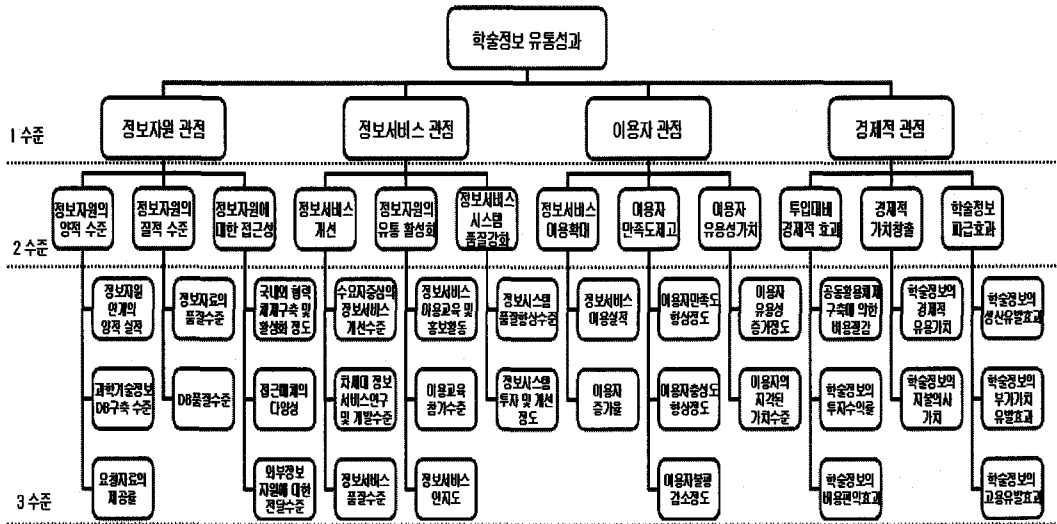 학술정보 유통성과
1 수준
정보자원 관점
정보서비스 관점
이용자 관점
경제적 관점
2 수준
정보자원의
양적 수준
정보자원의
질적 수준
정보자원에
대한 접근성
정보서비스
개선
정보자원의
유통 활성화
정보서비스
시스템
품질강화
정보서비스
이용확대
이용자
만족도제고
이용자
유용성가치
투입대비
경제적 효과
경제적
가치창출
학술정보
파급효과
3 수준
정보자원
연계의
양적 실적
정보자료의
품질수준
국내외 협력
체제구축 및
활성화 정도
수요자중심의
정보서비스
개선수준
정보서비스
이용교육 및
홍보활동
정보시스템
품질향상수준
정보서비스
이용실적
이용자만족도
향상정도
이용자
유용성
증가정도
공동활용체제
구축에 의한
비용절감
학술정보의
경제적
유용가치
학술정보의
생산유발효과
과학기술정보
DB구축 수준
DB품질수준
접근매체의
다양성
차세대 정보
서비스연구
및 개발수준
이용교육
참가수준
정보시스템
투자 및 개선
정도
이용자
증가율
이용자충성도
향상정도
이용자의
지각된
가치수준
학술정보의
투자수익률
학술정보의
지불의사
가치
학술정보의
부가가치
유발효과
요청자료의
제공률
외부정보
자원에 대한
전달수준
정보서비스
품질수준
정보서비스
인지도
이용자불평
감소정도
학술정보의
비용편익효과
학술정보의
고용유발효과